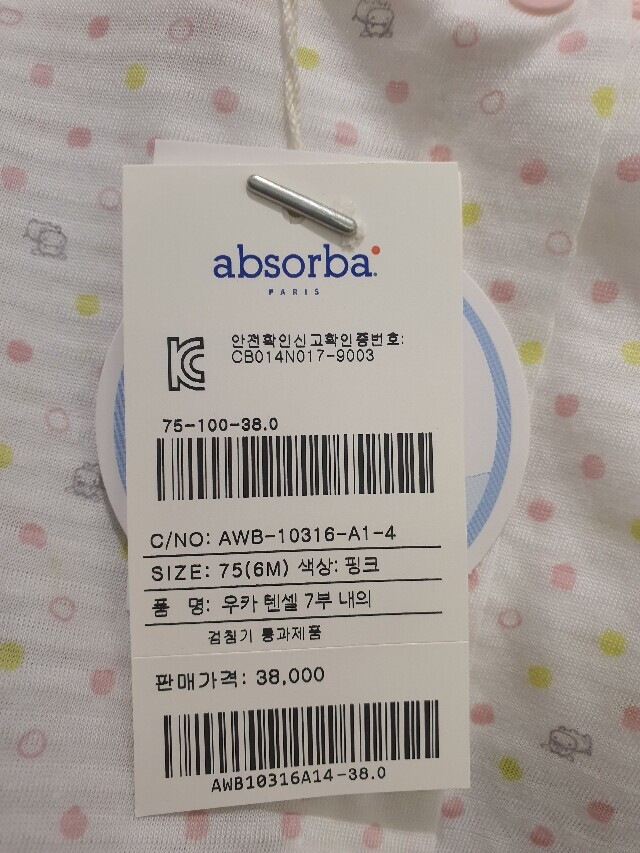 absorba
PARIS
안전확인신고확인증번호:
CB014N017-9003
75-100-38.0
C/NO: AWB-10316-A1-4
SIZE: 75(6M) 색상: 핑크
품 명: 우카 텐셀 7부 내의
검침기 통과제품
판매가격: 38,000
AWB10316A14-38.0